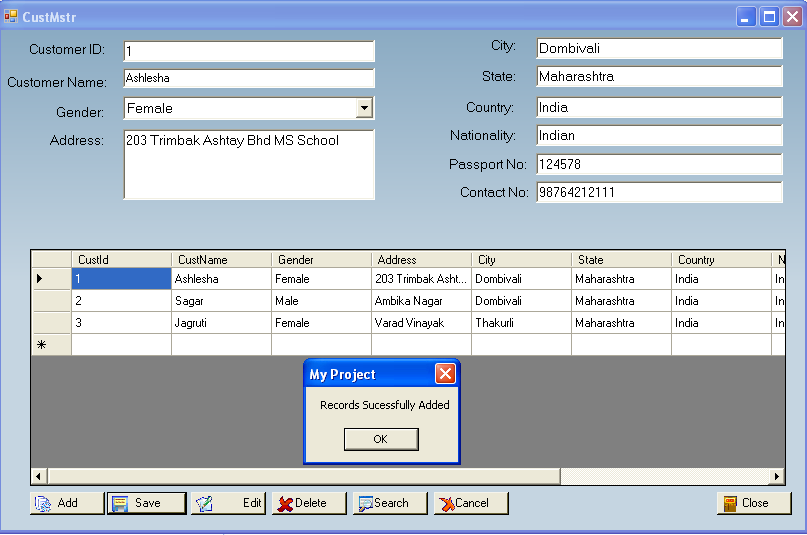 CustMstr
Customer ID: 1
Customer Name: Ashlesha
Gender: Female
Address: 203 Trimbak Ashtay Bhd MS School
City: Dombivali
State: Maharashtra
Country: India
Nationality: Indian
Passport No: 124578
Contact No: 98764212111
CustId CustName Gender Address City State Country N
1 Ashlesha Female 203 Trimbak Asht... Dombivali Maharashtra India In
2 Sagar Male Ambika Nagar Dombivali Maharashtra India In
3 Jagruti Female Varad Vinayak Thakurli Maharashtra India In
My Project
Records Sucessfully Added
OK
Add Save Edit Delete Search Cancel Close